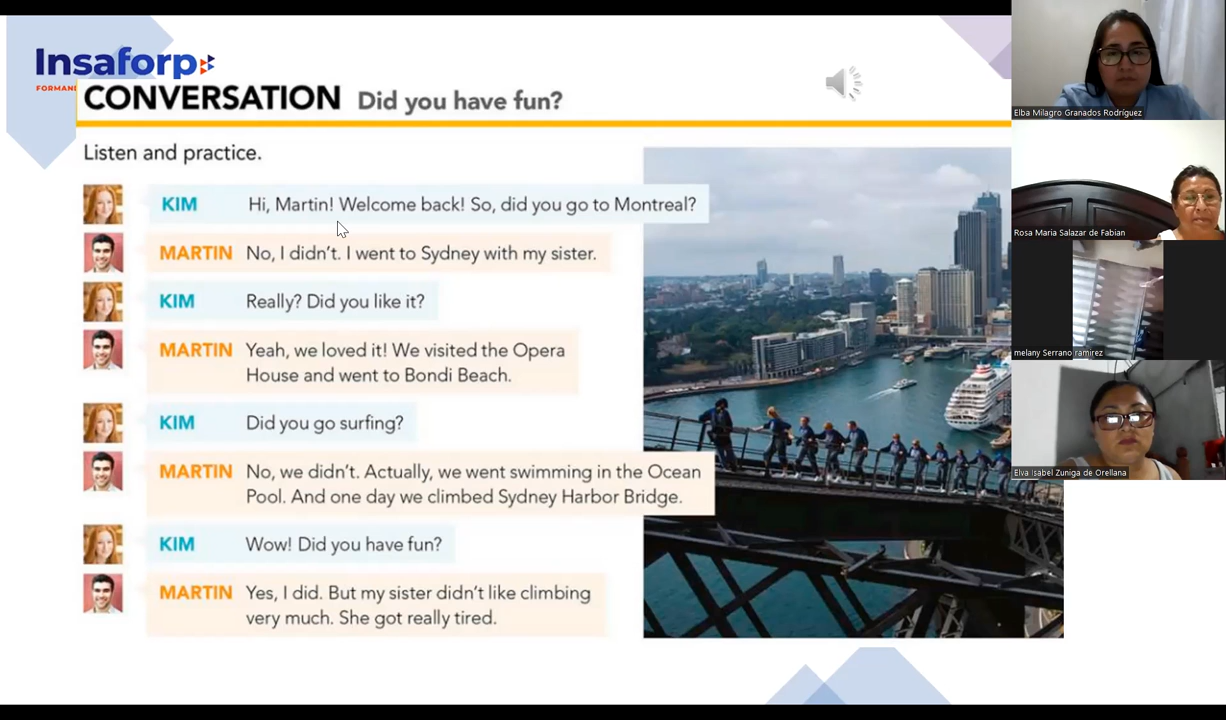 Insaforp
FORMAN
CONVERSATION Did you have fun?
Listen and practice.
KIM Hi, Martin! Welcome back! So, did you go to Montreal?
MARTIN No, I didn't. I went to Sydney with my sister.
KIM Really? Did you like it?
MARTIN Yeah, we loved it! We visited the Opera
House and went to Bondi Beach.
KIM Did you go surfing?
MARTIN No, we didn't. Actually, we went swimming in the Ocean
Pool. And one day we climbed Sydney Harbor Bridge.
KIM Wow! Did you have fun?
MARTIN Yes, I did. But my sister didn't like climbing
very much. She got really tired.
Elba Milagro Granados Rodríguez
Rosa Maria Salazar de Fabian
melany Serrano ramirez
Elva Isabel Zuniga de Orellana